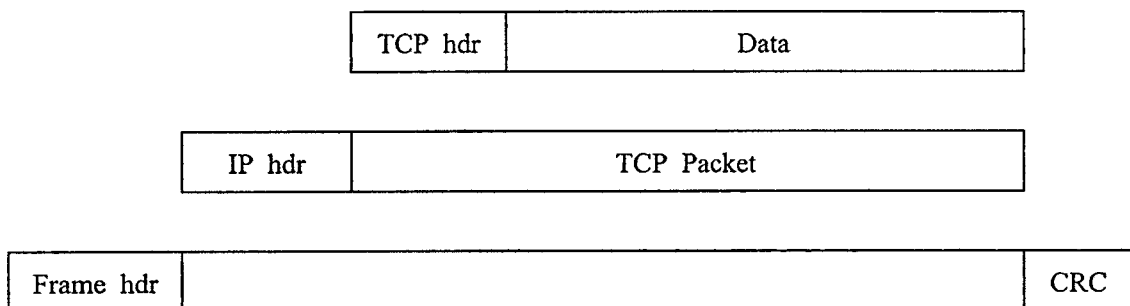 TCP hdr Data
IP hdr TCP Packet
Frame hdr CRC